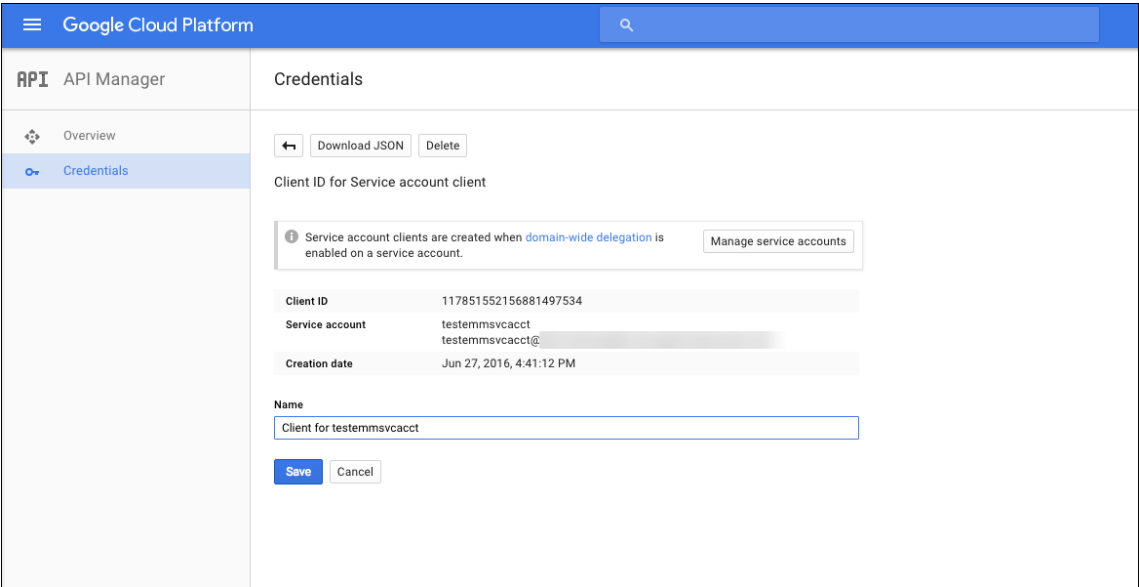 Google Cloud Platform
API API Manager
Credentials
Overview
Credentials
Download JSON Delete
Client ID for Service account client
Service account clients are created when domain-wide delegation is
enabled on a service account.
Manage service accounts
Client ID 117851552156881497534
Service account testemmsvcacct
testemmsvcacct@
Creation date Jun 27, 2016, 4:41:12 PM
Name
Client for testemmsvcacct
Save Cancel